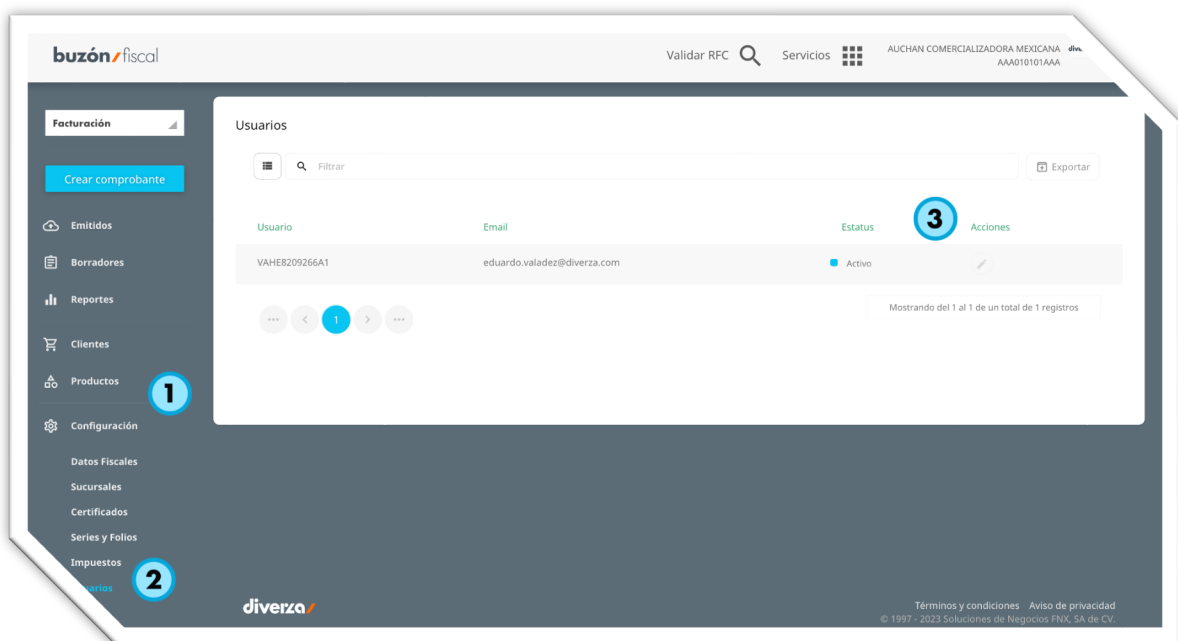 buzón/fiscal
Validar RFC
Servicios
AUCHAN COMERCIALIZADORA MEXICANA
AAA010101AAA
Facturación
Crear comprobante
Emitidos
Borradores
Reportes
Clientes
Productos
1
Configuración
Datos Fiscales
Sucursales
Certificados
Series y Folios
Impuestos
2
Usuarios
Filtrar
Exportar
Usuario Email Estatus 3 Acciones
VAHE8209266A1 eduardo.valadez@diverza.com Activo
... < 1 > ...
Mostrando del 1 al 1 de un total de 1 registros
diverza/
Términos y condiciones Aviso de privacidad
© 1997 - 2023 Soluciones de Negocios FNX, SA de CV.